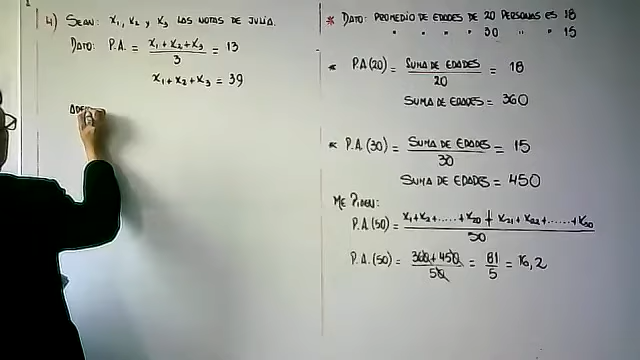 4) SEAN: x₁, x₂ y x₃ LAS NOTAS DE JULIA.
DATO: P.A. = (x₁+x₂+x₃)/3 = 13
x₁+x₂+x₃ = 39
ADE
* DATO: PROMEDIO DE EDADES DE 20 PERSONAS ES 18
" " " " 30 " " 15
* P.A(20) = SUMA DE EDADES/20 = 18
SUMA DE EDADES = 360
* P.A.(30) = SUMA DE EDADES/30 = 15
SUMA DE EDADES = 450
ME PIDEN:
P.A(50) = (x₁+x₂+.....+x₂₀ + x₂₁+x₂₂+.....+x₅₀)/50
P.A.(50) = (360+450)/50 = 81/5 = 16,2